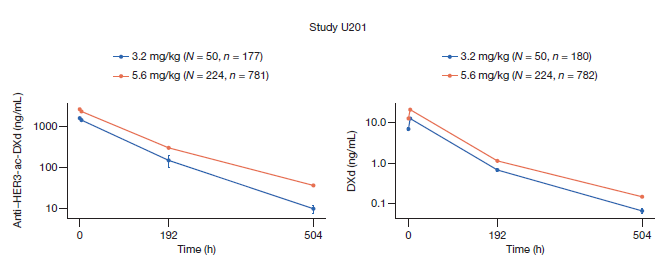 Study U201
3.2 mg/kg (N = 50, n = 177)
5.6 mg/kg (N = 224, n = 781)
Anti–HER3-ac-DXd (ng/mL)
1000
100
10
0
192
504
Time (h)
3.2 mg/kg (N = 50, n = 180)
5.6 mg/kg (N = 224, n = 782)
DXd (ng/mL)
10.0
1.0
0.1
0
192
504
Time (h)